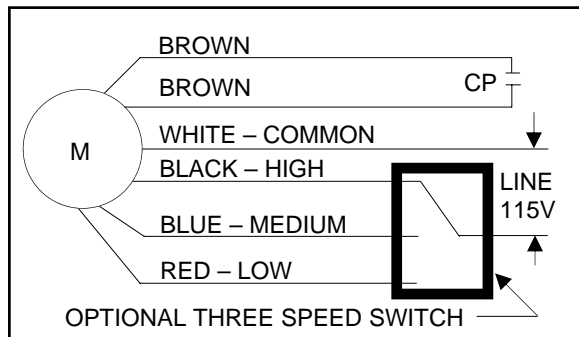 BROWN
BROWN
CP
WHITE – COMMON
M
BLACK – HIGH
LINE
115V
BLUE – MEDIUM
RED – LOW
OPTIONAL THREE SPEED SWITCH